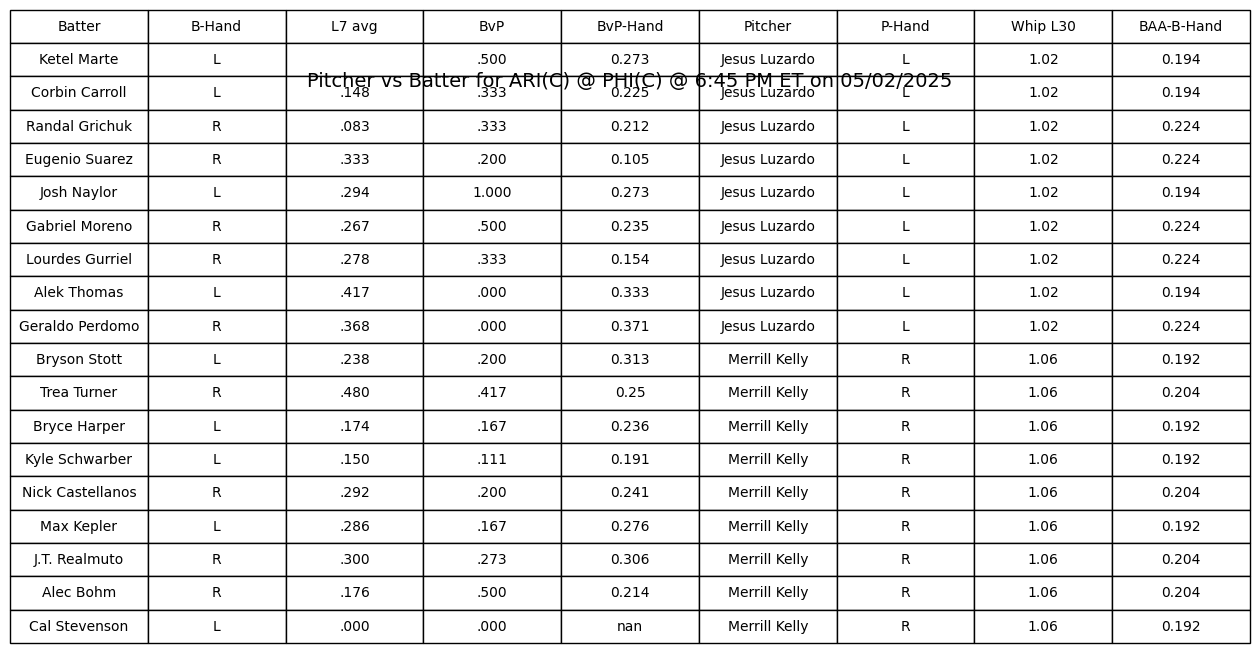 Batter B-Hand L7 avg BvP BvP-Hand Pitcher P-Hand Whip L30 BAA-B-Hand
Ketel Marte L .500 0.273 Jesus Luzardo L 1.02 0.194
Pitcher vs Batter for ARI(C) @ PHI(C) @ 6:45 PM ET on 05/02/2025
Corbin Carroll L .148 .333 0.225 Jesus Luzardo L 1.02 0.194
Randal Grichuk R .083 .333 0.212 Jesus Luzardo L 1.02 0.224
Eugenio Suarez R .333 .200 0.105 Jesus Luzardo L 1.02 0.224
Josh Naylor L .294 1.000 0.273 Jesus Luzardo L 1.02 0.194
Gabriel Moreno R .267 .500 0.235 Jesus Luzardo L 1.02 0.224
Lourdes Gurriel R .278 .333 0.154 Jesus Luzardo L 1.02 0.224
Alek Thomas L .417 .000 0.333 Jesus Luzardo L 1.02 0.194
Geraldo Perdomo R .368 .000 0.371 Jesus Luzardo L 1.02 0.224
Bryson Stott L .238 .200 0.313 Merrill Kelly R 1.06 0.192
Trea Turner R .480 .417 0.25 Merrill Kelly R 1.06 0.204
Bryce Harper L .174 .167 0.236 Merrill Kelly R 1.06 0.192
Kyle Schwarber L .150 .111 0.191 Merrill Kelly R 1.06 0.192
Nick Castellanos R .292 .200 0.241 Merrill Kelly R 1.06 0.204
Max Kepler L .286 .167 0.276 Merrill Kelly R 1.06 0.192
J.T. Realmuto R .300 .273 0.306 Merrill Kelly R 1.06 0.204
Alec Bohm R .176 .500 0.214 Merrill Kelly R 1.06 0.204
Cal Stevenson L .000 .000 nan Merrill Kelly R 1.06 0.192